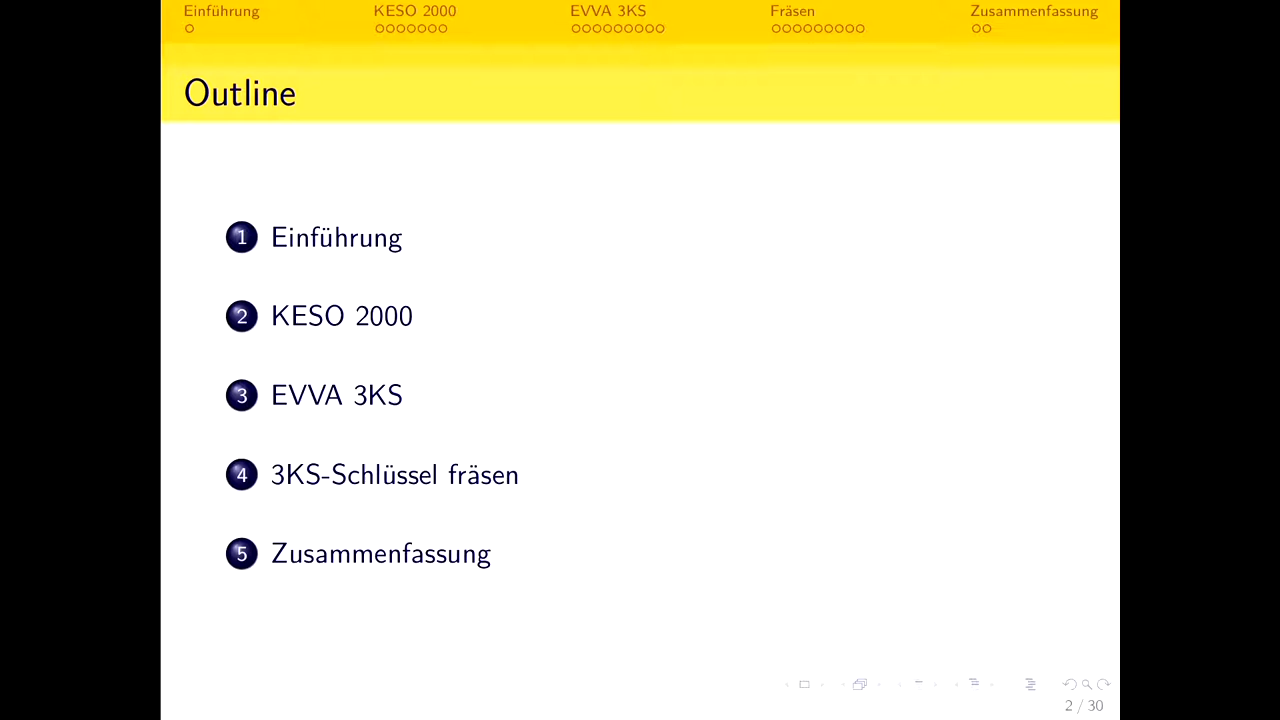 Einführung KESO 2000 EVVA 3KS Fräsen Zusammenfassung
Outline
1 Einführung
2 KESO 2000
3 EVVA 3KS
4 3KS-Schlüssel fräsen
5 Zusammenfassung
2 / 30